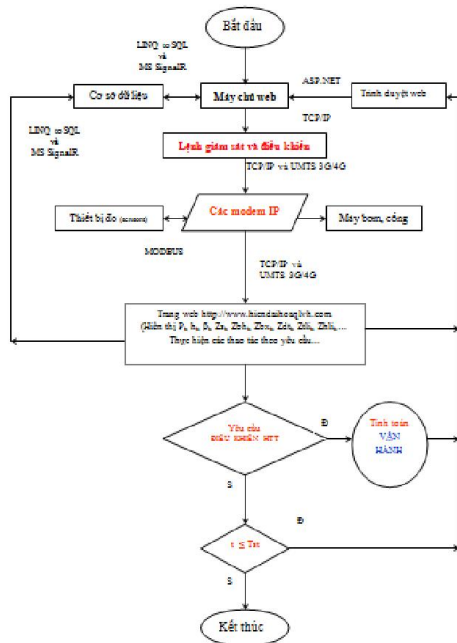 Bắt đầu
LINQ to SQL
và
MS SignalR
ASP.NET
Cơ sở dữ liệu
Máy chủ web
Trình duyệt web
LINQ to SQL
và
MS SignalR
TCP/IP
Lệnh giám sát và điều khiển
TCP/IP và UMTS 3G/4G
Các modem IP
Thiết bị đo
Máy bơm, cống
MODBUS
TCP/IP và
UMTS 3G/4G
Trang web http://www.hiendaihoaqlvh.com
(Hiển thị
Thực hiện các thao tác theo yêu cầu...
Yêu cầu
ĐIỀU KHIỂN HTT
Đ
Tính toán
VẬN
HÀNH
S
Đ
S
Kết thúc